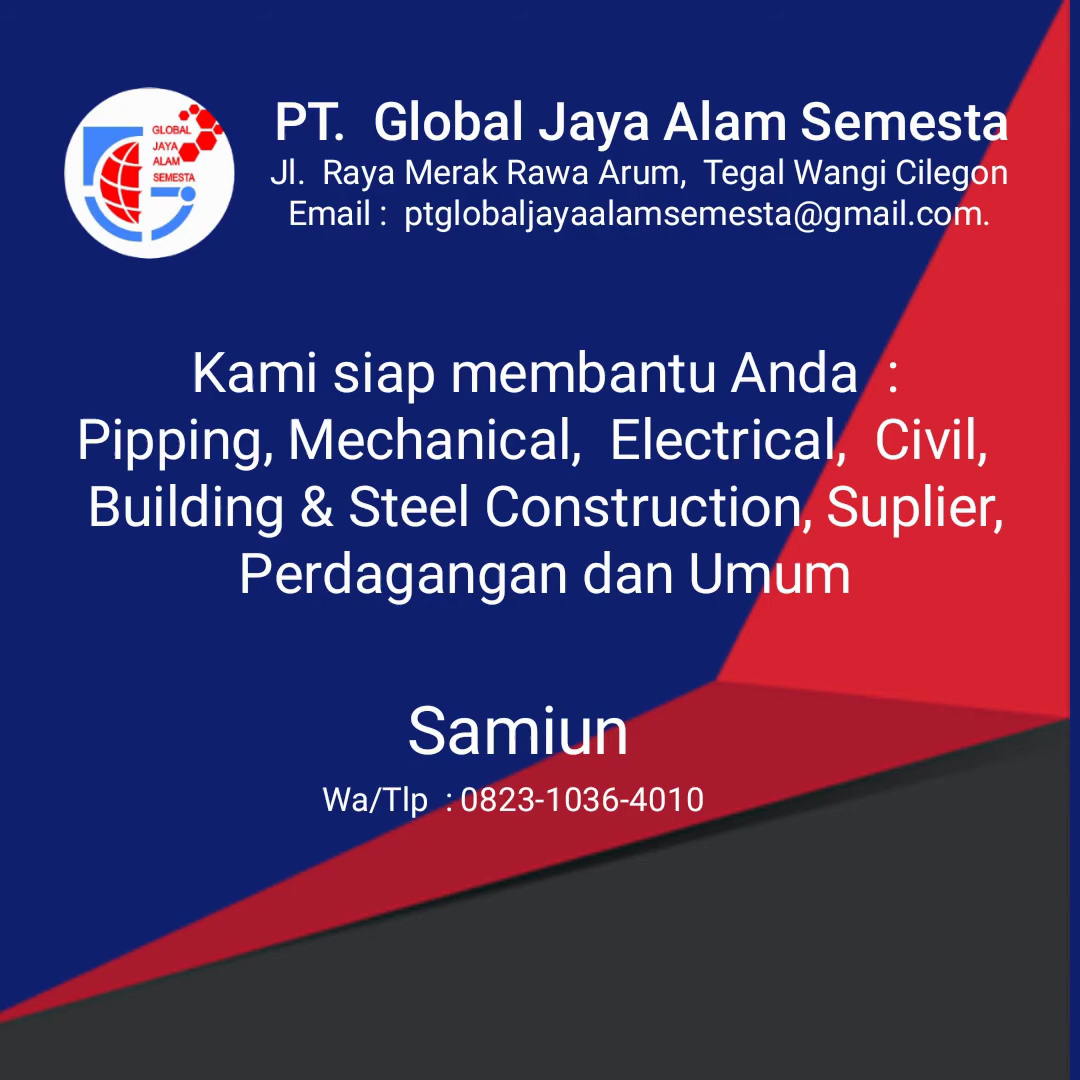 GLOBAL
JAYA
ALAM
SEMESTA
PT. Global Jaya Alam Semesta
Jl. Raya Merak Rawa Arum, Tegal Wangi Cilegon
Email : ptglobaljayaalamsemesta@gmail.com.
Kami siap membantu Anda :
Pipping, Mechanical, Electrical, Civil,
Building & Steel Construction, Suplier,
Perdagangan dan Umum
Samiun
Wa/Tlp : 0823-1036-4010